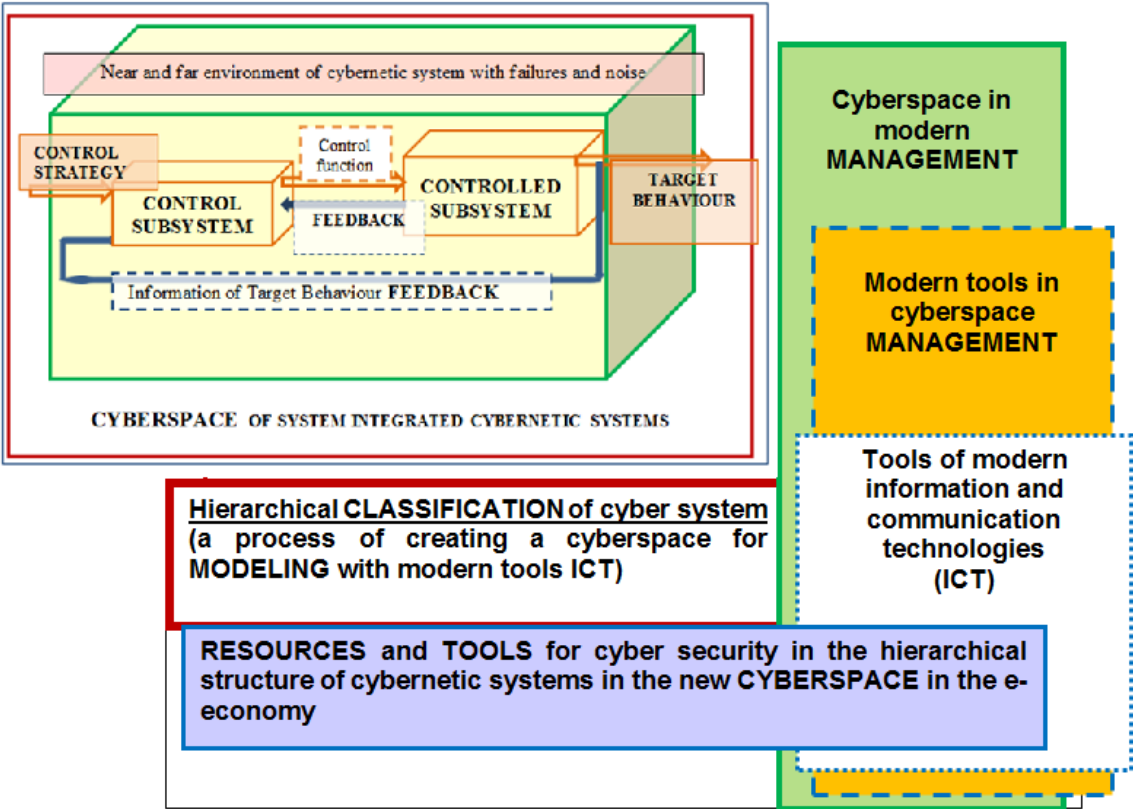 Near and far environment of cybernetic system with failures and noise
CONTROL
STRATEGY
Control
function
CONTROL
SUBSYSTEM
FEEDBACK
CONTROLLED
SUBSYSTEM
TARGET
BEHAVIOUR
Information of Target Behaviour FEEDBACK
CYBERSPACE OF SYSTEM INTEGRATED CYBERNETIC SYSTEMS
Cyberspace in
modern
MANAGEMENT
Modern tools in
cyberspace
MANAGEMENT
Tools of modern
information and
communication
technologies
(ICT)
Hierarchical CLASSIFICATION of cyber system
(a process of creating a cyberspace for
MODELING with modern tools ICT)
RESOURCES and TOOLS for cyber security in the hierarchical
structure of cybernetic systems in the new CYBERSPACE in the e-
economy